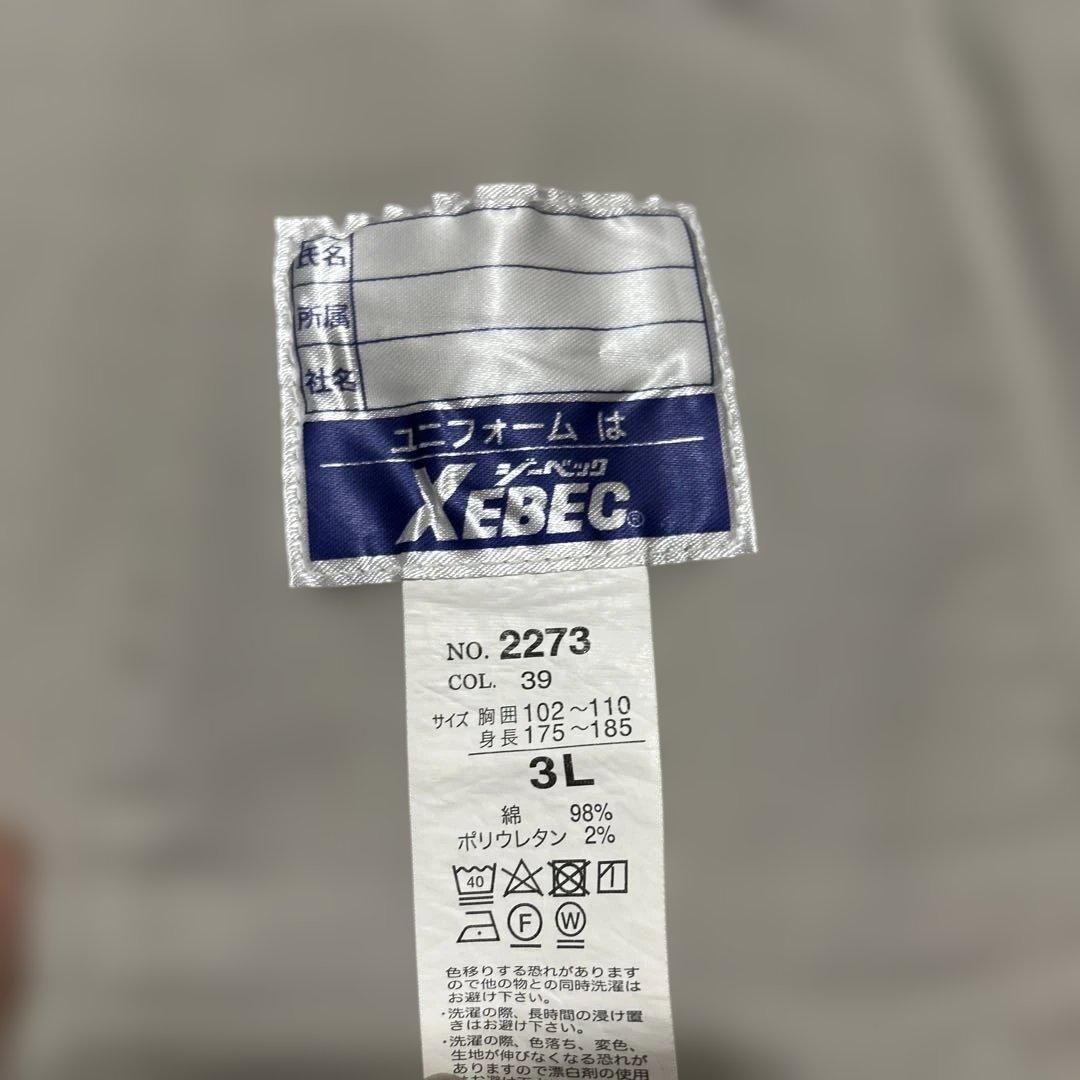 氏名
所属
社名
ユニフォーム は
ジーベック
XEBEC®
NO. 2273
COL. 39
サイズ 胸囲 102～110
身長 175～185
3L
綿 98%
ポリウレタン 2%
40
F W
色移りする恐れがあります
ので他の物との同時洗濯は
お避け下さい。
・洗濯の際、長時間の浸け置
きはお避け下さい。
・洗濯の際、色落ち、変色、
生地が伸びなくなる恐れが
ありますので漂白剤の使用